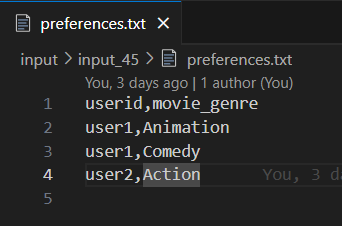 preferences.txt ×
input > input_45 > preferences.txt
You, 3 days ago | 1 author (You)
1 userid,movie_genre
2 user1,Animation
3 user1,Comedy
4 user2,Action You, 3 d
5